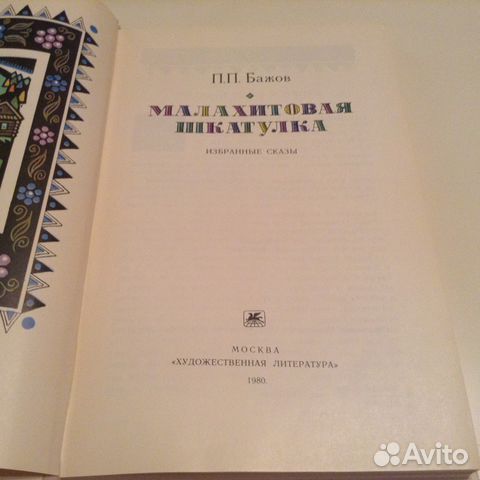 П.П. Бажов
МАЛАХИТОВАЯ
ШКАТУЛКА
ИЗБРАННЫЕ СКАЗЫ
МОСКВА
«ХУДОЖЕСТВЕННАЯ ЛИТЕРАТУРА»
1980
Avito